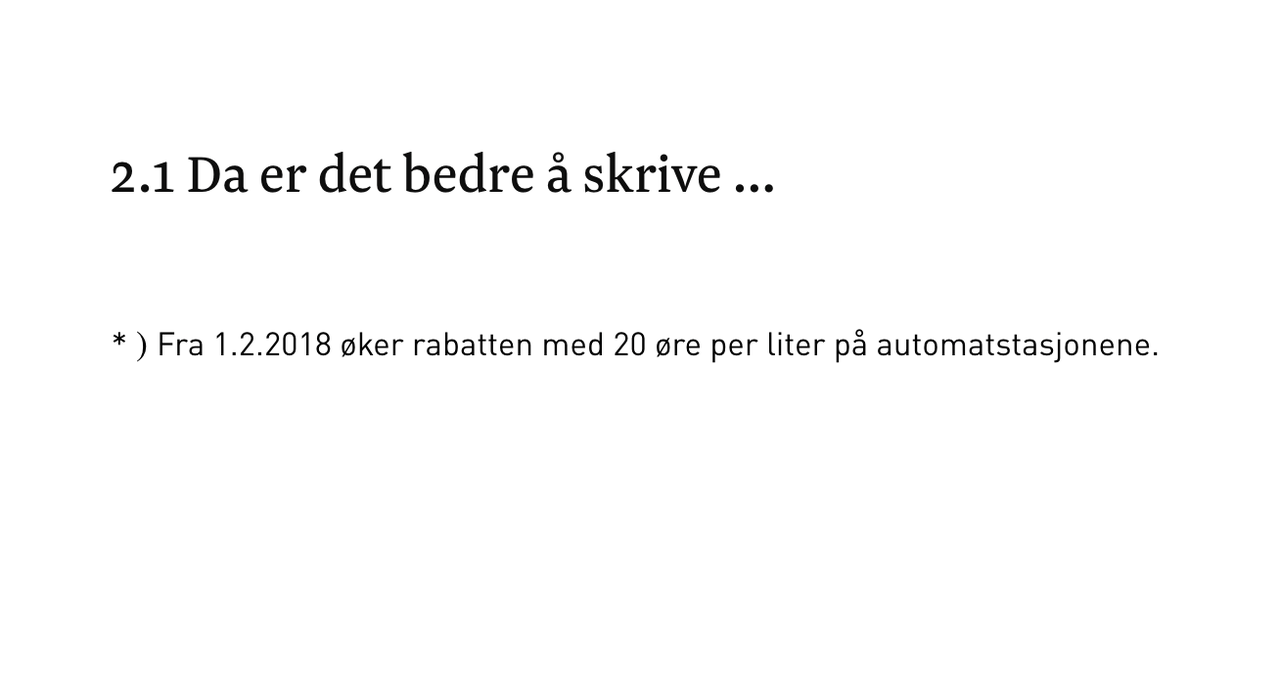 2.1 Da er det bedre å skrive ...
* ) Fra 1.2.2018 øker rabatten med 20 øre per liter på automatstasjonene.